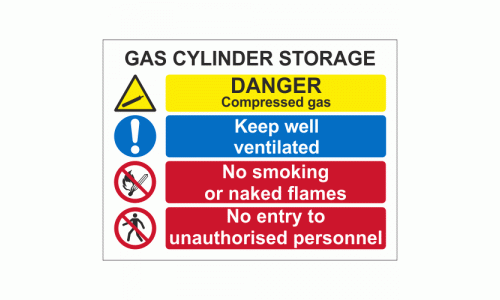 GAS CYLINDER STORAGE
DANGER
Compressed gas
Keep well
ventilated
No smoking
or naked flames
No entry to
unauthorised personnel